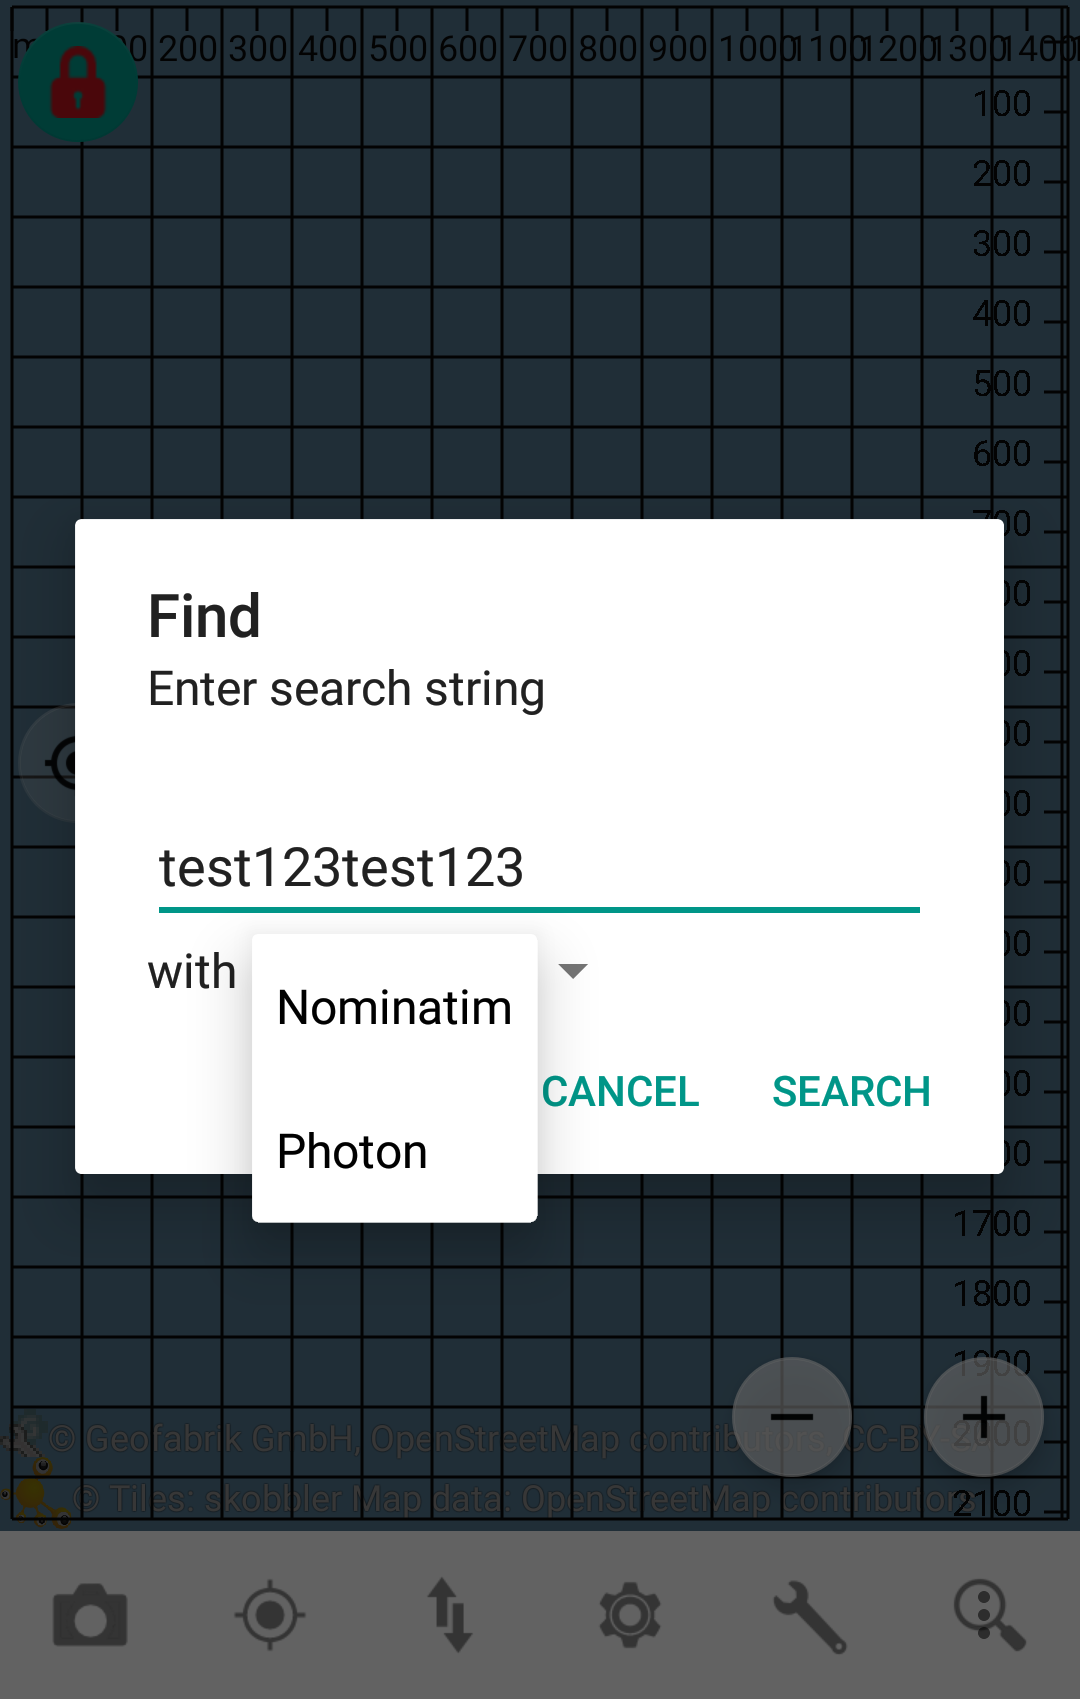 200 300 400 500 600 700 800 900 1000 1100 1200 1300 1400
100
200
300
400
500
600
Find
Enter search string
test123test123
with
Nominatim
Photon
CANCEL SEARCH
1700
1800
1900
© Geofabrik GmbH, OpenStreetMap contributors, CC-BY 2000
© Tiles: skobbler Map data: OpenStreetMap contributors
2100